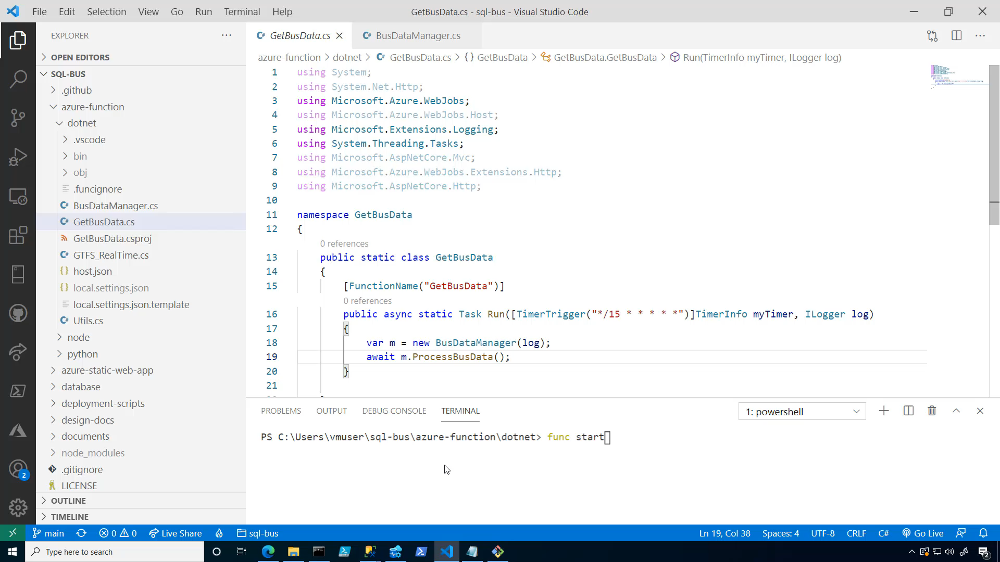 File Edit Selection View Go Run Terminal Help
GetBusData.cs - sql-bus - Visual Studio Code
EXPLORER
OPEN EDITORS
SQL-BUS
.github
azure-function
dotnet
.vscode
bin
obj
.funcignore
BusDataManager.cs
GetBusData.cs
GetBusData.csproj
GTFS_RealTime.cs
host.json
local.settings.json
local.settings.json.template
Utils.cs
node
python
azure-static-web-app
database
deployment-scripts
design-docs
documents
node_modules
.gitignore
LICENSE
OUTLINE
TIMELINE
2
GetBusData.cs BusDataManager.cs
azure-function > dotnet > GetBusData.cs > {} GetBusData > GetBusData.GetBusData > Run(TimerInfo myTimer, ILogger log)
1 using System;
2 using System.Net.Http;
3 using Microsoft.Azure.WebJobs;
4 using Microsoft.Azure.WebJobs.Host;
5 using Microsoft.Extensions.Logging;
6 using System.Threading.Tasks;
7 using Microsoft.AspNetCore.Mvc;
8 using Microsoft.Azure.WebJobs.Extensions.Http;
9 using Microsoft.AspNetCore.Http;
10
11 namespace GetBusData
12 {
0 references
13 public static class GetBusData
14 {
15 [FunctionName("GetBusData")]
0 references
16 public async static Task Run([TimerTrigger("*/15 * * * * *")]TimerInfo myTimer, ILogger log)
17 {
18 var m = new BusDataManager(log);
19 await m.ProcessBusData();
20 }
21
PROBLEMS OUTPUT DEBUG CONSOLE TERMINAL
1: powershell
PS C:\Users\vmuser\sql-bus\azure-function\dotnet> func start
main 0 0 Live Share sql-bus
Ln 19, Col 38 Spaces: 4 UTF-8 CRLF C# Go Live
Type here to search
2